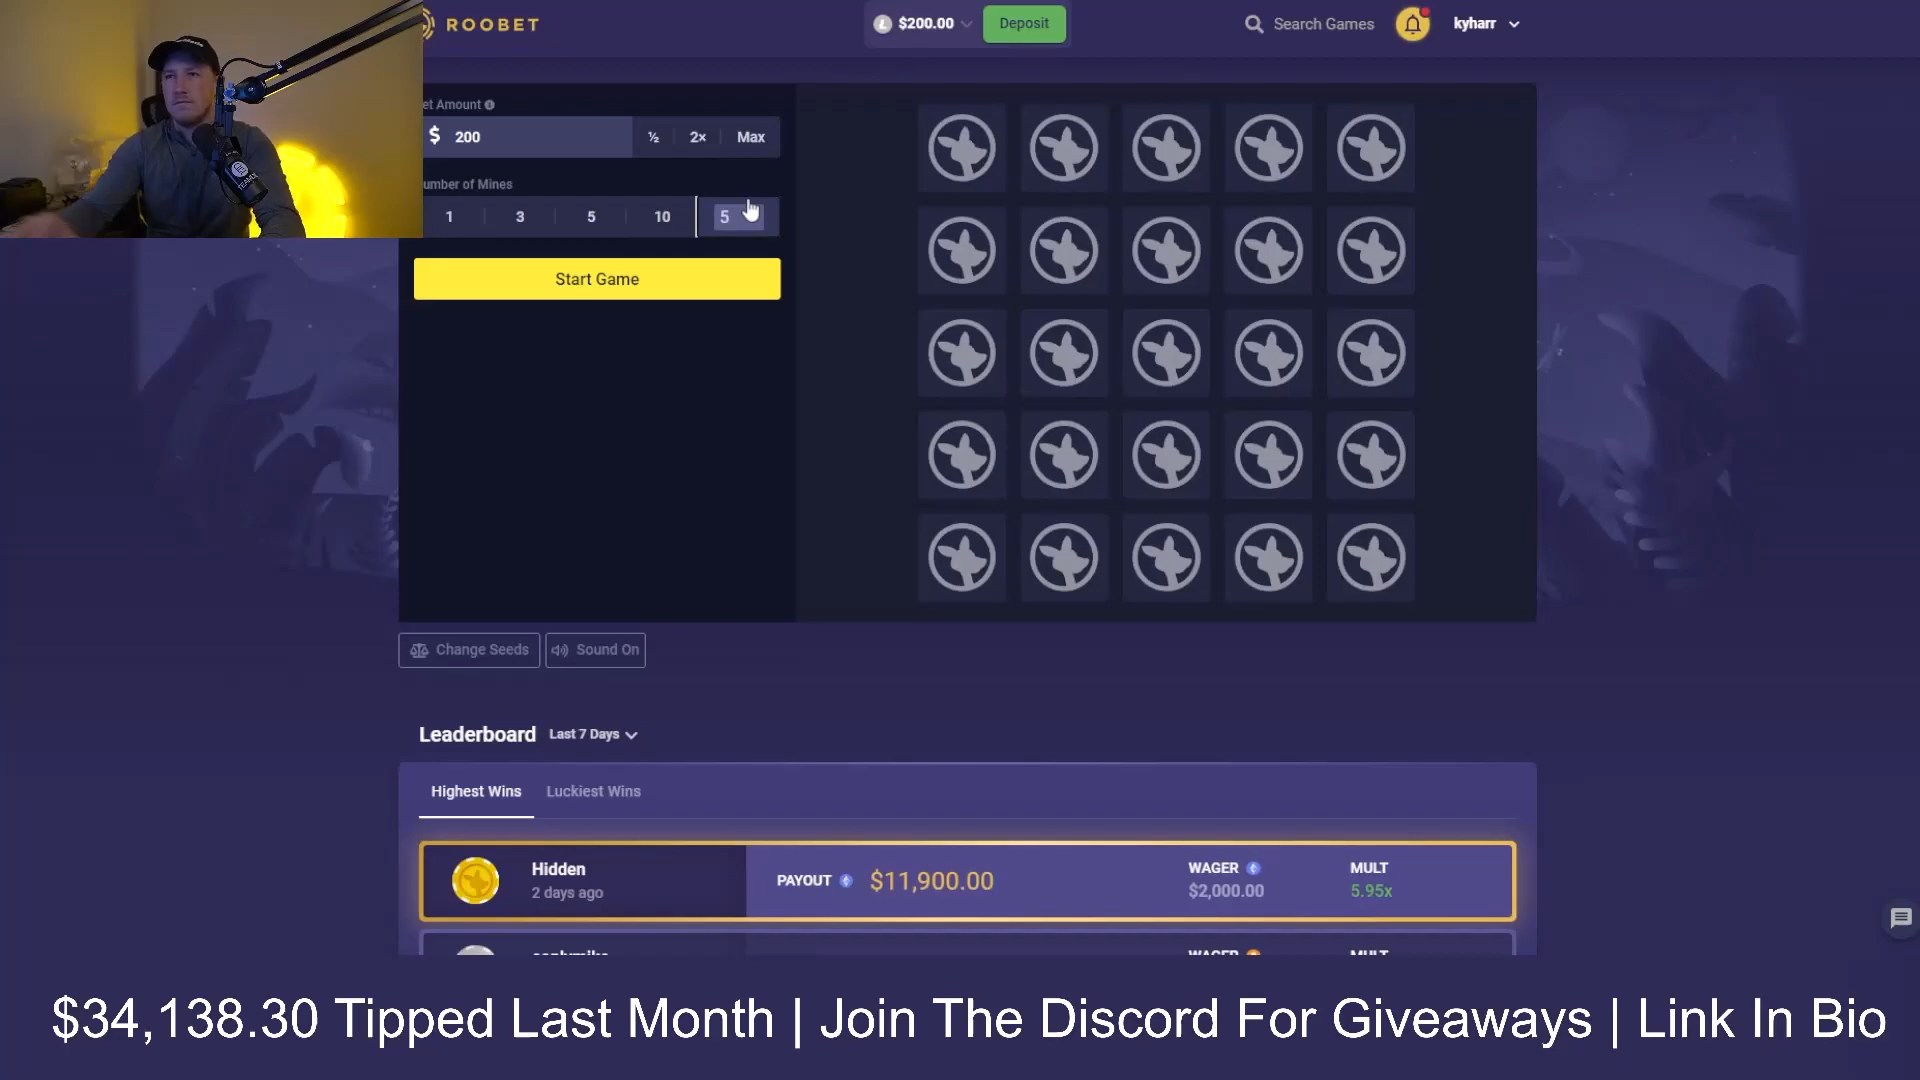 ROOBET
$200.00
Deposit
Search Games
kyharr
et Amount
$ 200
½ 2× Max
umber of Mines
1 3 5 10 5
Start Game
Change Seeds
Sound On
Leaderboard Last 7 Days
Highest Wins Luckiest Wins
Hidden
2 days ago
PAYOUT $11,900.00
WAGER
$2,000.00
MULT
5.95x
WAGER
MULT
$34,138.30 Tipped Last Month | Join The Discord For Giveaways | Link In Bio